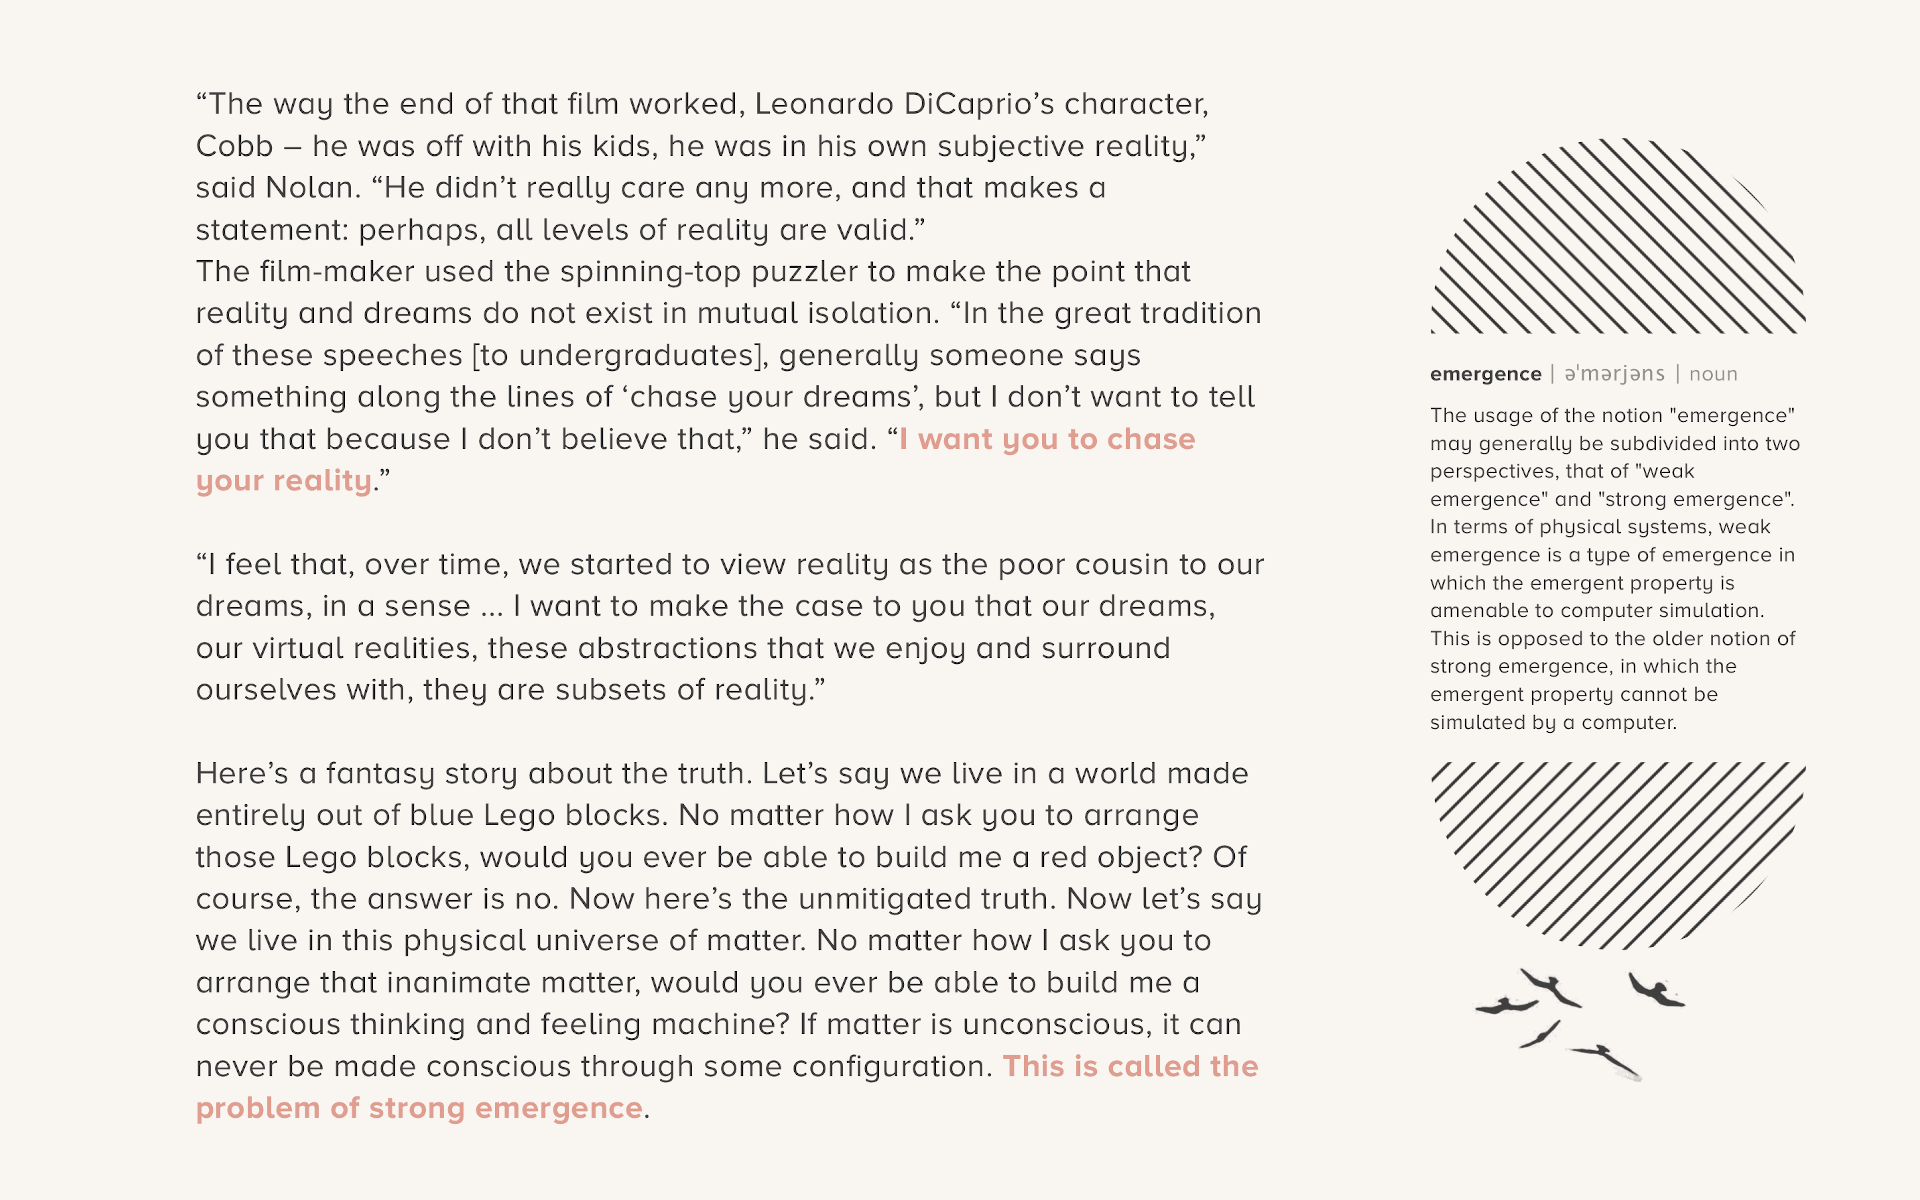 “The way the end of that film worked, Leonardo DiCaprio’s character,
Cobb – he was off with his kids, he was in his own subjective reality,”
said Nolan. “He didn’t really care any more, and that makes a
statement: perhaps, all levels of reality are valid.”
The film-maker used the spinning-top puzzler to make the point that
reality and dreams do not exist in mutual isolation. “In the great tradition
of these speeches [to undergraduates], generally someone says
something along the lines of ‘chase your dreams’, but I don’t want to tell
you that because I don’t believe that,” he said. “I want you to chase
your reality.”
“I feel that, over time, we started to view reality as the poor cousin to our
dreams, in a sense ... I want to make the case to you that our dreams,
our virtual realities, these abstractions that we enjoy and surround
ourselves with, they are subsets of reality.”
Here’s a fantasy story about the truth. Let’s say we live in a world made
entirely out of blue Lego blocks. No matter how I ask you to arrange
those Lego blocks, would you ever be able to build me a red object? Of
course, the answer is no. Now here’s the unmitigated truth. Now let’s say
we live in this physical universe of matter. No matter how I ask you to
arrange that inanimate matter, would you ever be able to build me a
conscious thinking and feeling machine? If matter is unconscious, it can
never be made conscious through some configuration. This is called the
problem of strong emergence.
emergence | əˈmərjəns | noun
The usage of the notion "emergence"
may generally be subdivided into two
perspectives, that of "weak
emergence" and "strong emergence".
In terms of physical systems, weak
emergence is a type of emergence in
which the emergent property is
amenable to computer simulation.
This is opposed to the older notion of
strong emergence, in which the
emergent property cannot be
simulated by a computer.